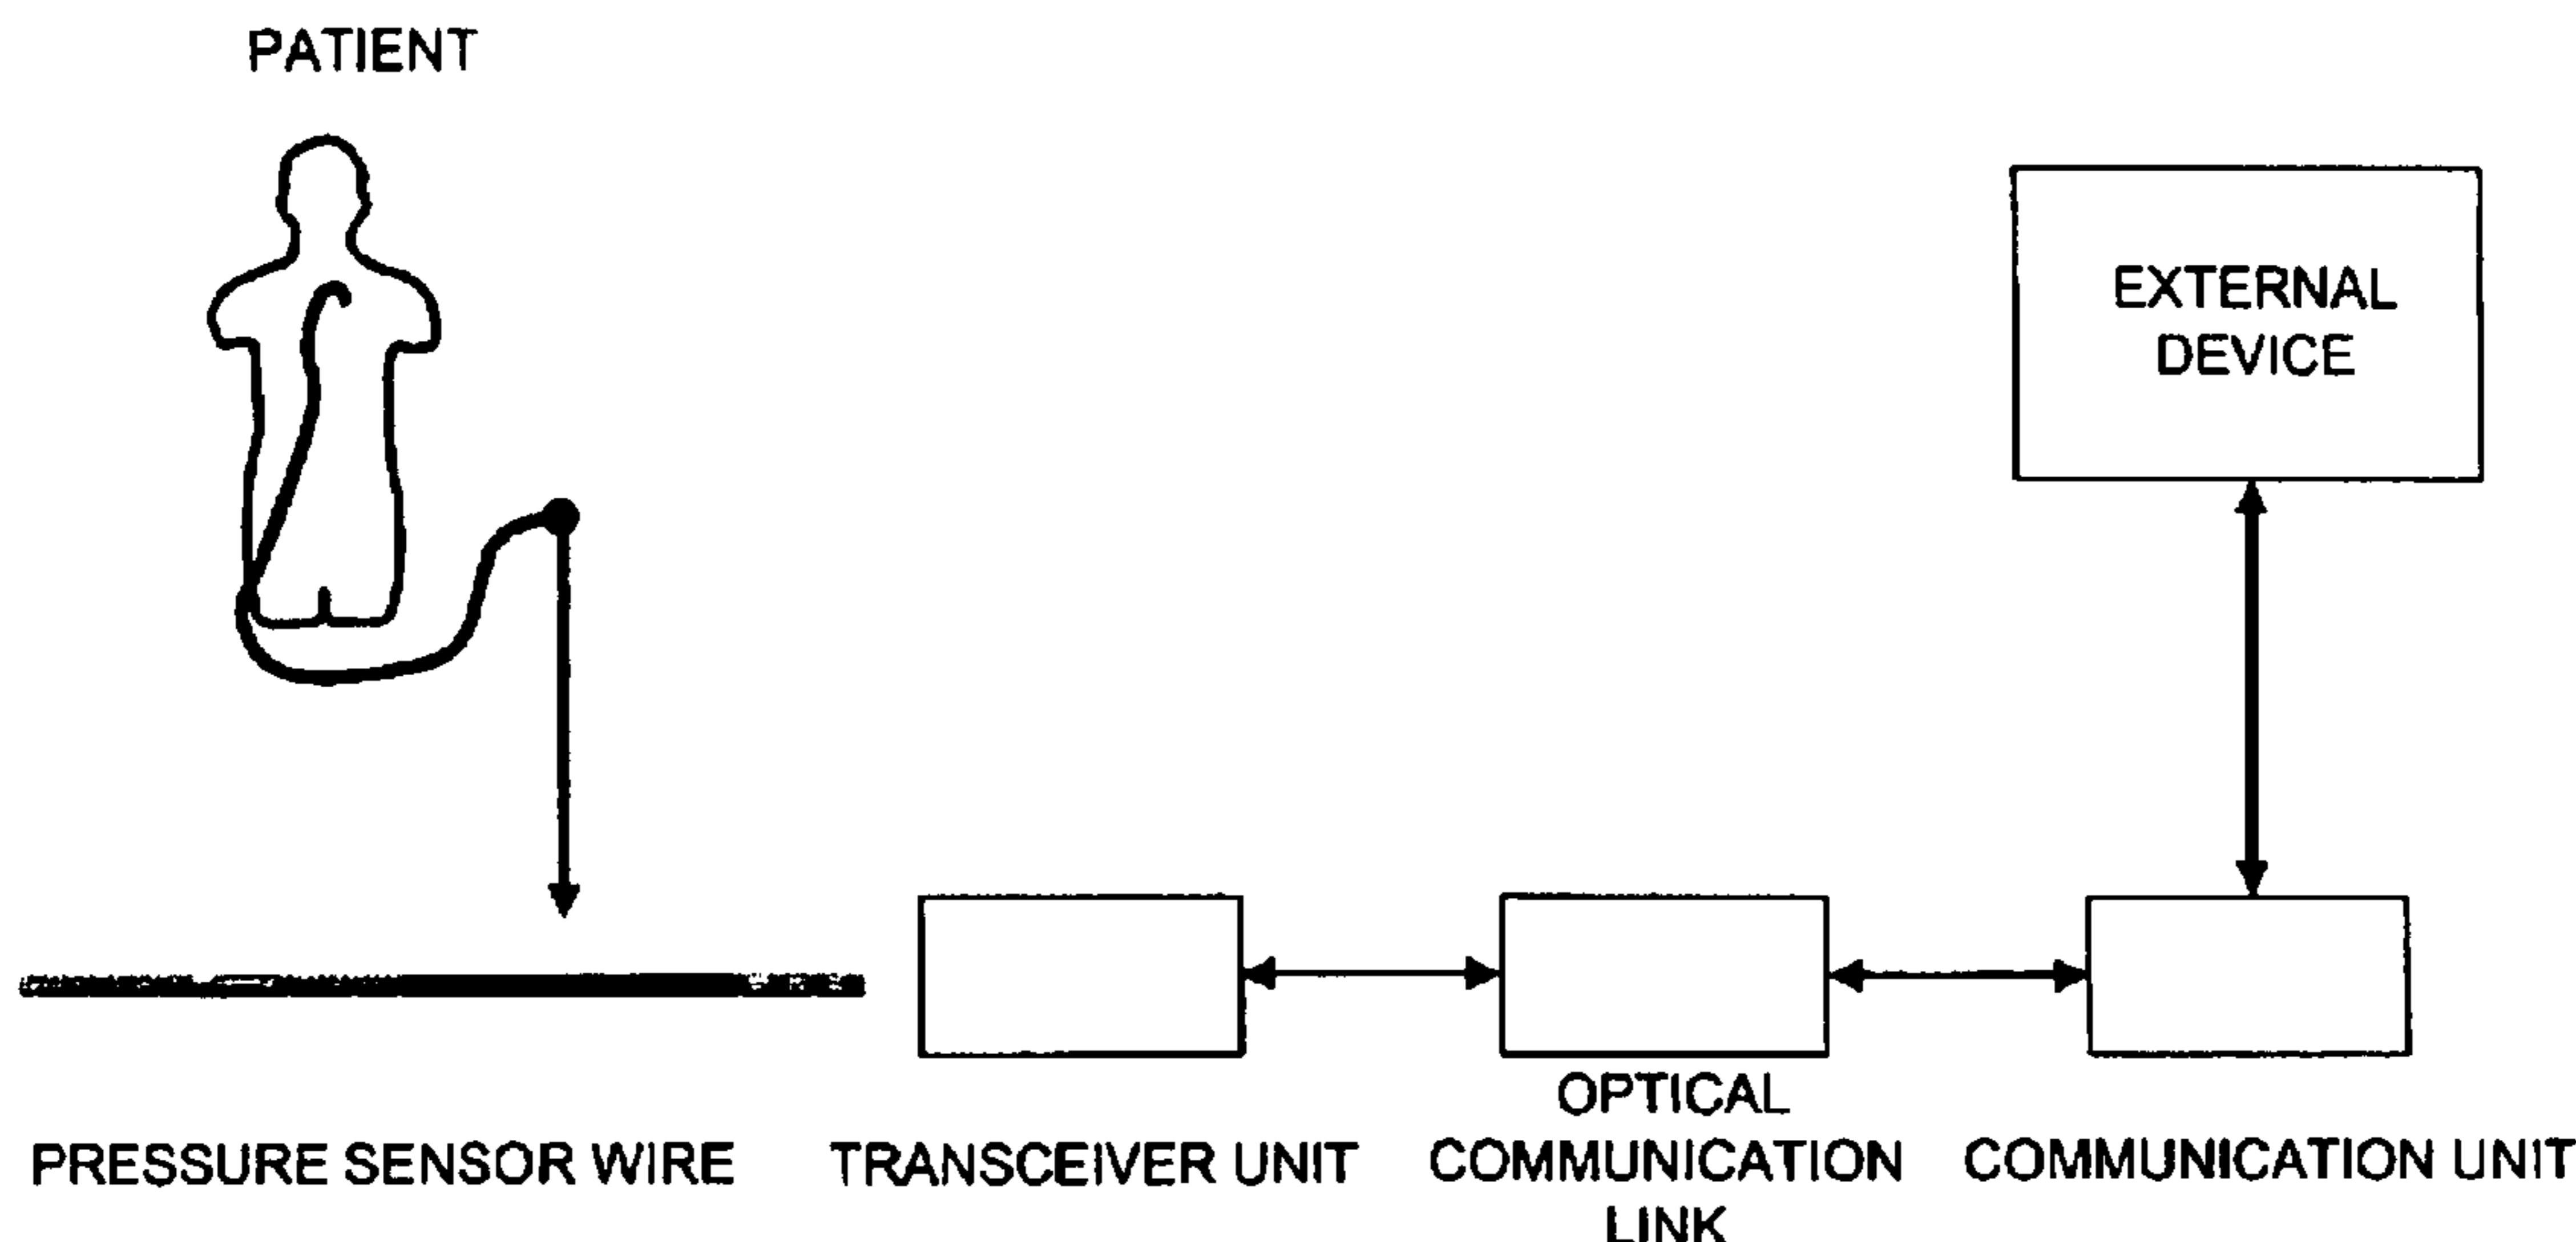 PATIENT
EXTERNAL
DEVICE
PRESSURE SENSOR WIRE
TRANSCEIVER UNIT
OPTICAL
COMMUNICATION
LINK
COMMUNICATION UNIT